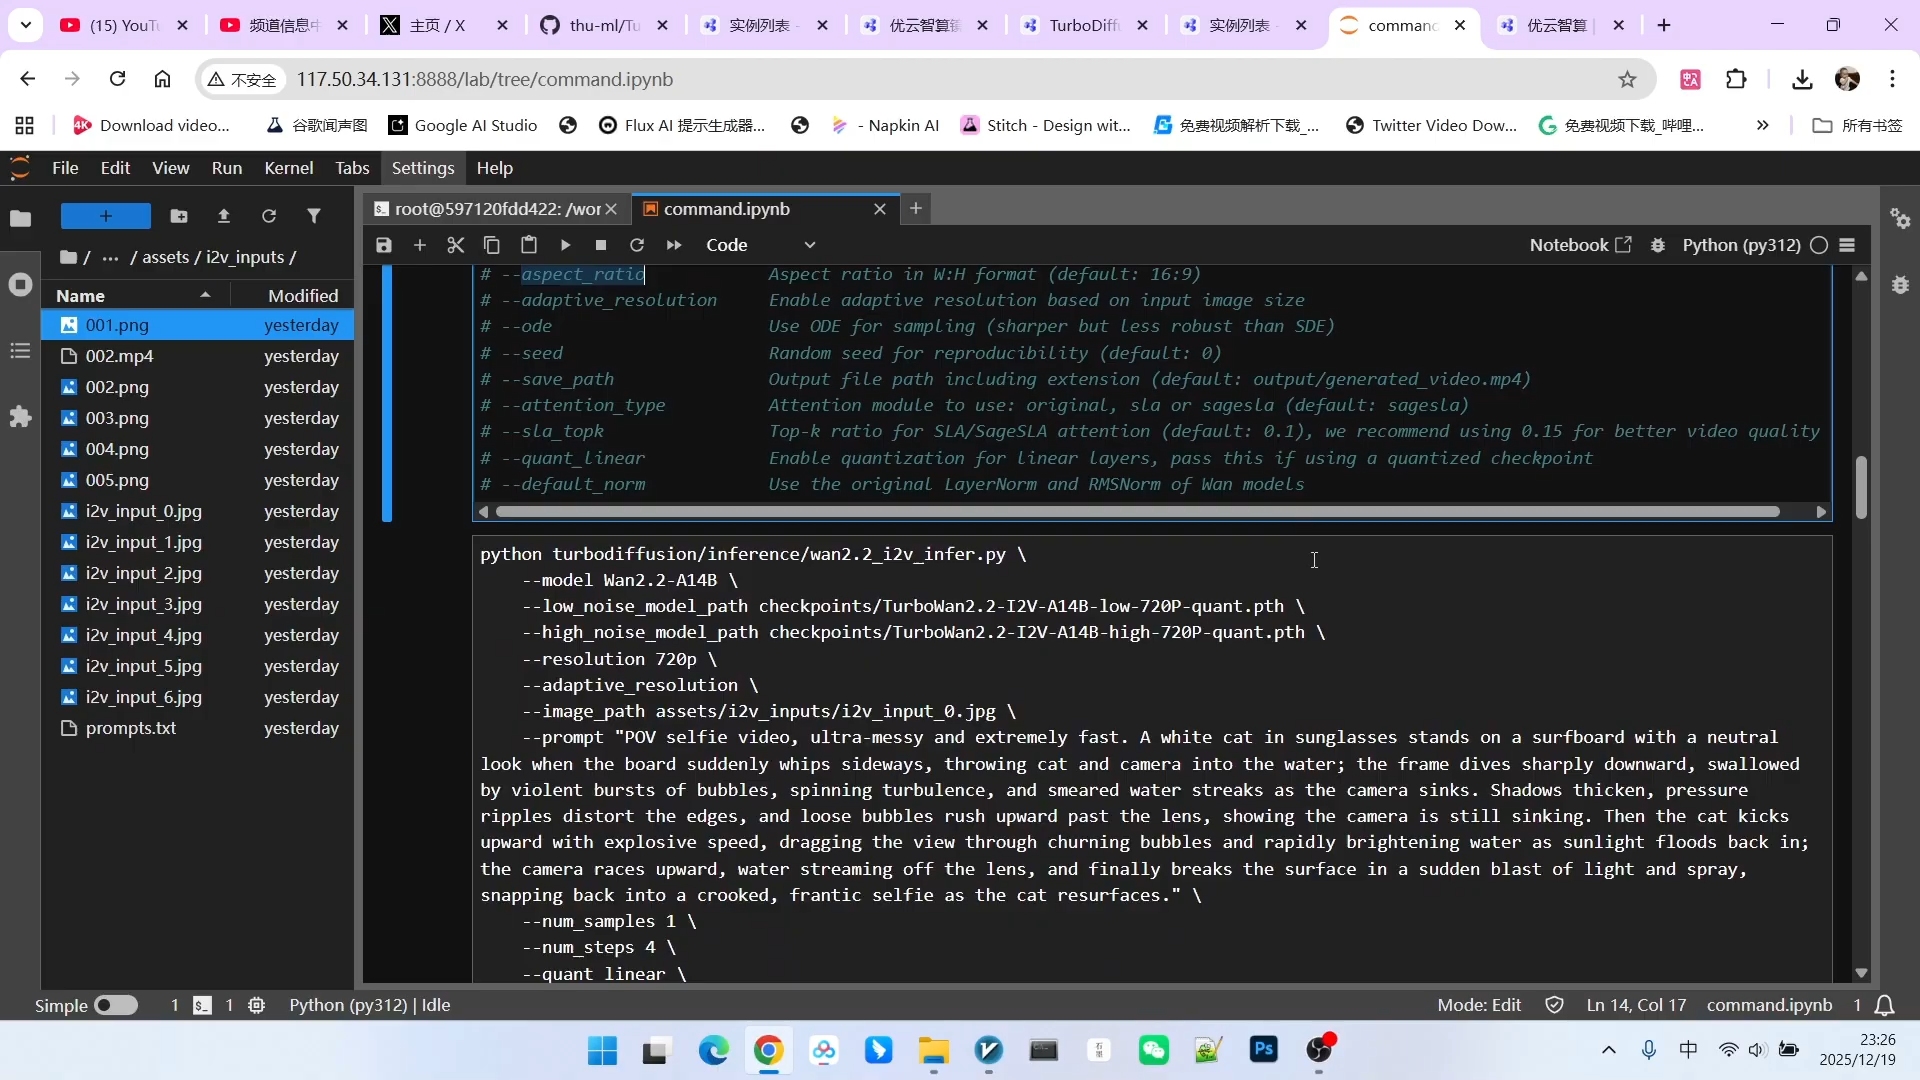 (15) YouTu
频道信息中
主页 / X
thu-ml/Tu
实例列表 -
优云智算镜
TurboDiffu
实例列表 -
command.
优云智算 |
不安全
117.50.34.131:8888/lab/tree/command.ipynb
Download video...
谷歌闻声图
Google AI Studio
Flux AI 提示生成器...
- Napkin AI
Stitch - Design wit...
免费视频解析下载_...
Twitter Video Dow...
免费视频下载_哔哩...
所有书签
File
Edit
View
Run
Kernel
Tabs
Settings
Help
root@597120fdd422: /wor
command.ipynb
Code
Notebook
Python (py312)
/ ... / assets / i2v_inputs /
Name
Modified
001.png yesterday
002.mp4 yesterday
002.png yesterday
003.png yesterday
004.png yesterday
005.png yesterday
i2v_input_0.jpg yesterday
i2v_input_1.jpg yesterday
i2v_input_2.jpg yesterday
i2v_input_3.jpg yesterday
i2v_input_4.jpg yesterday
i2v_input_5.jpg yesterday
i2v_input_6.jpg yesterday
prompts.txt yesterday
# --aspect_ratio Aspect ratio in W:H format (default: 16:9)
# --adaptive_resolution Enable adaptive resolution based on input image size
# --ode Use ODE for sampling (sharper but less robust than SDE)
# --seed Random seed for reproducibility (default: 0)
# --save_path Output file path including extension (default: output/generated_video.mp4)
# --attention_type Attention module to use: original, sla or sagesla (default: sagesla)
# --sla_topk Top-k ratio for SLA/SageSLA attention (default: 0.1), we recommend using 0.15 for better video quality
# --quant_linear Enable quantization for linear layers, pass this if using a quantized checkpoint
# --default_norm Use the original LayerNorm and RMSNorm of Wan models
python turbodiffusion/inference/wan2.2_i2v_infer.py \
--model Wan2.2-A14B \
--low_noise_model_path checkpoints/TurboWan2.2-I2V-A14B-low-720P-quant.pth \
--high_noise_model_path checkpoints/TurboWan2.2-I2V-A14B-high-720P-quant.pth \
--resolution 720p \
--adaptive_resolution \
--image_path assets/i2v_inputs/i2v_input_0.jpg \
--prompt "POV selfie video, ultra-messy and extremely fast. A white cat in sunglasses stands on a surfboard with a neutral
look when the board suddenly whips sideways, throwing cat and camera into the water; the frame dives sharply downward, swallowed
by violent bursts of bubbles, spinning turbulence, and smeared water streaks as the camera sinks. Shadows thicken, pressure
ripples distort the edges, and loose bubbles rush upward past the lens, showing the camera is still sinking. Then the cat kicks
upward with explosive speed, dragging the view through churning bubbles and rapidly brightening water as sunlight floods back in;
the camera races upward, water streaming off the lens, and finally breaks the surface in a sudden blast of light and spray,
snapping back into a crooked, frantic selfie as the cat resurfaces." \
--num_samples 1 \
--num_steps 4 \
--quant_linear \
Simple
1
1
Python (py312) | Idle
Mode: Edit
Ln 14, Col 17
command.ipynb
1
中
23:26
2025/12/19